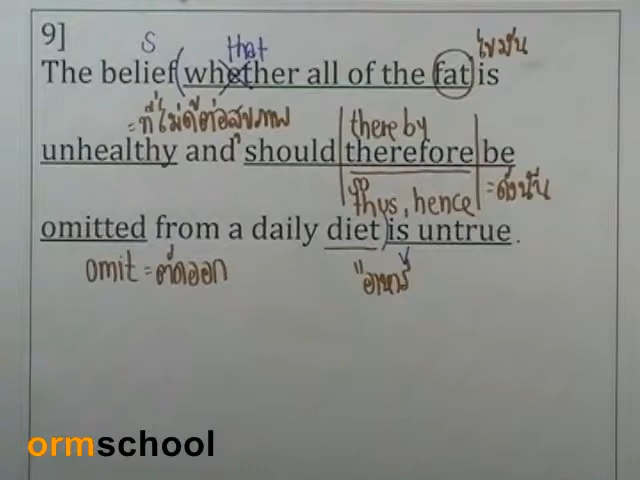 9]
S that ไขมัน
The belief (whether all of the fat is
= ที่ไม่ดีต่อสุขภาพ thereby
unhealthy and should therefore be
so thus, hence = ดังนั้น
omitted from a daily diet) is untrue.
omit = ตัดออก "อาหาร V
ormschool